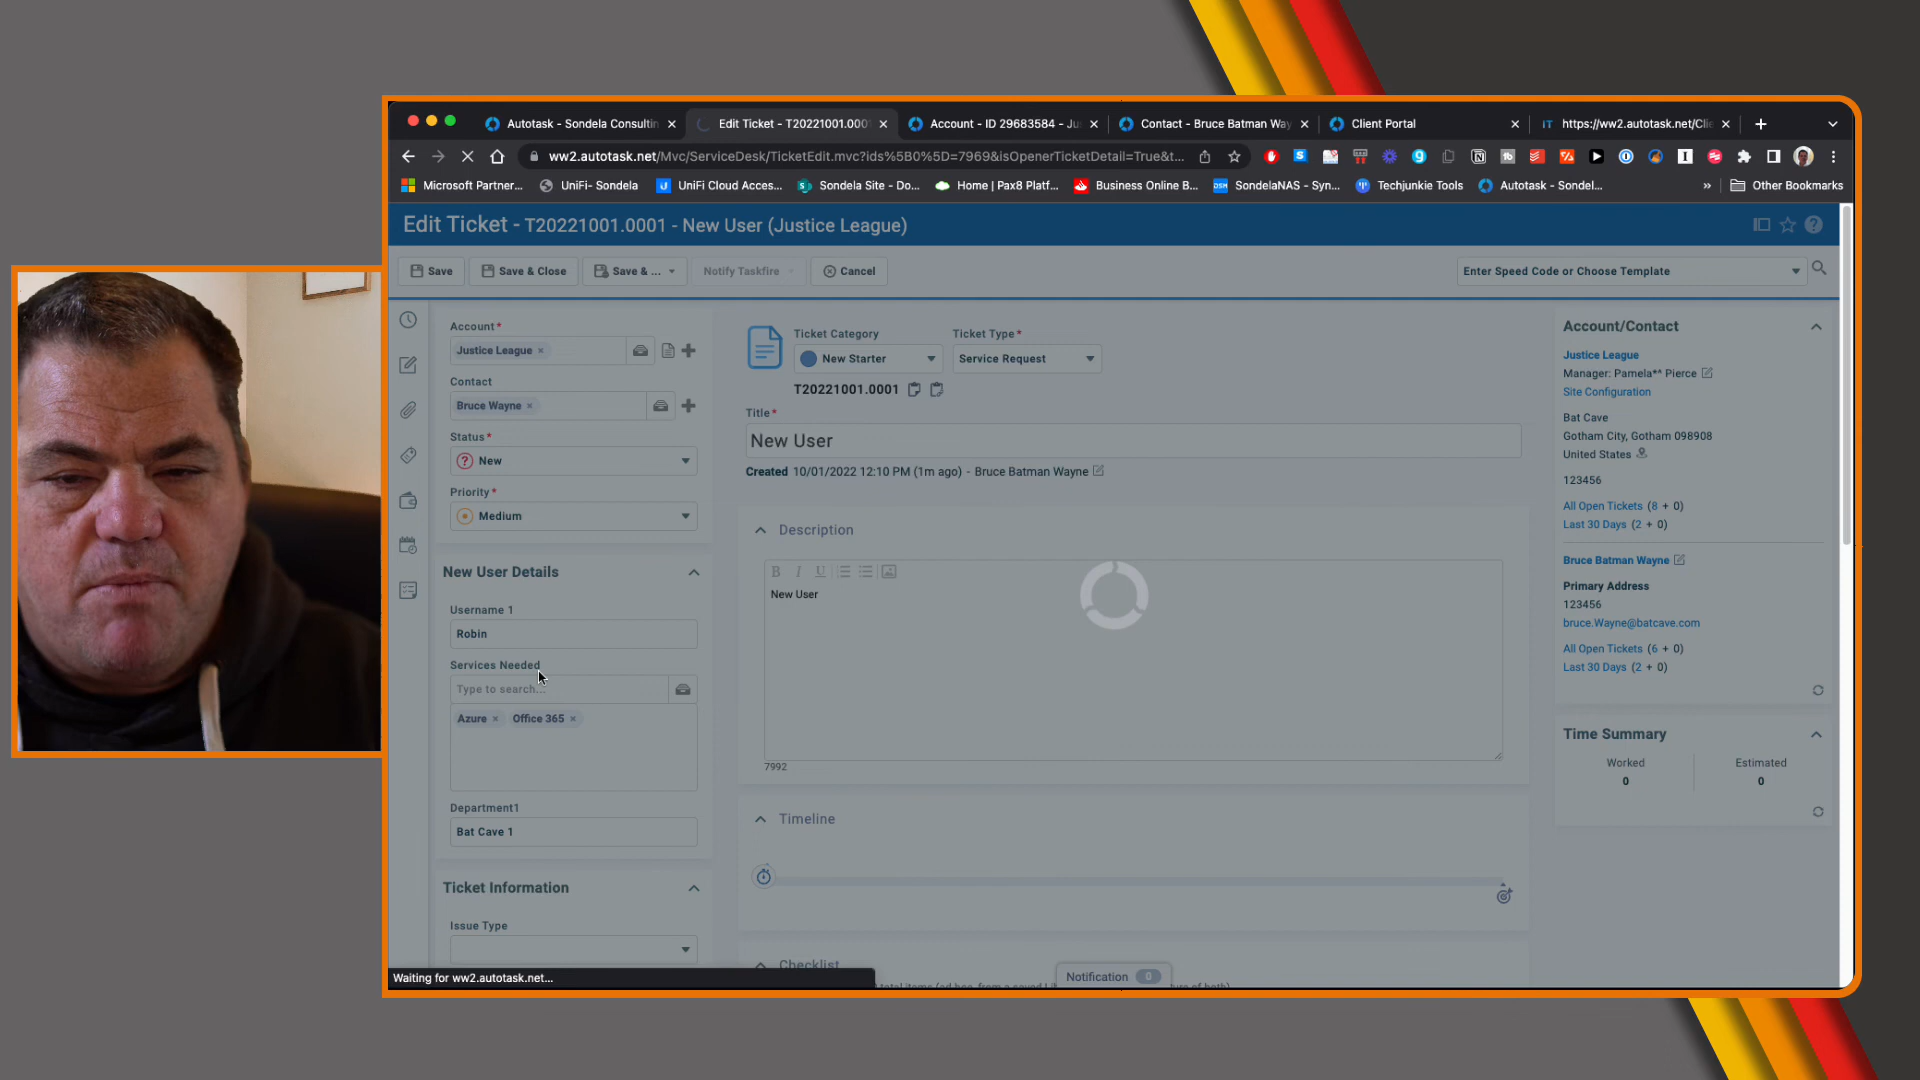 Autotask - Sondela Consultin
Edit Ticket - T20221001.000
Account - ID 29683584 - Ju
Contact - Bruce Batman Way
Client Portal
iT https://ww2.autotask.net/Cli
ww2.autotask.net/Mvc/ServiceDesk/TicketEdit.mvc?ids%5B0%5D=7969&isOpenerTicketDetail=True&t...
Microsoft Partner...
UniFi- Sondela
UniFi Cloud Acces...
Sondela Site - Do...
Home | Pax8 Platf...
Business Online B...
SondelaNAS - Syn...
Techjunkie Tools
Autotask - Sondel...
»
Other Bookmarks
Edit Ticket - T20221001.0001 - New User (Justice League)
Save
Save & Close
Save & ...
Notify Taskfire
Cancel
Enter Speed Code or Choose Template
Account*
Justice League ×
Contact
Bruce Wayne ×
Status*
New
Priority*
Medium
New User Details
Username 1
Robin
Services Needed
Type to search...
Azure × Office 365 ×
Department1
Bat Cave 1
Ticket Information
Issue Type
Ticket Category
New Starter
Ticket Type*
Service Request
T20221001.0001
Title*
New User
Created 10/01/2022 12:10 PM (1m ago) - Bruce Batman Wayne
Description
B I U
New User
7992
Timeline
Checklist
Notification 0
Account/Contact
Justice League
Manager: Pamela** Pierce
Site Configuration
Bat Cave
Gotham City, Gotham 098908
United States
123456
All Open Tickets (8 + 0)
Last 30 Days (2 + 0)
Bruce Batman Wayne
Primary Address
123456
bruce.Wayne@batcave.com
All Open Tickets (6 + 0)
Last 30 Days (2 + 0)
Time Summary
Worked
0
Estimated
0
Waiting for ww2.autotask.net...